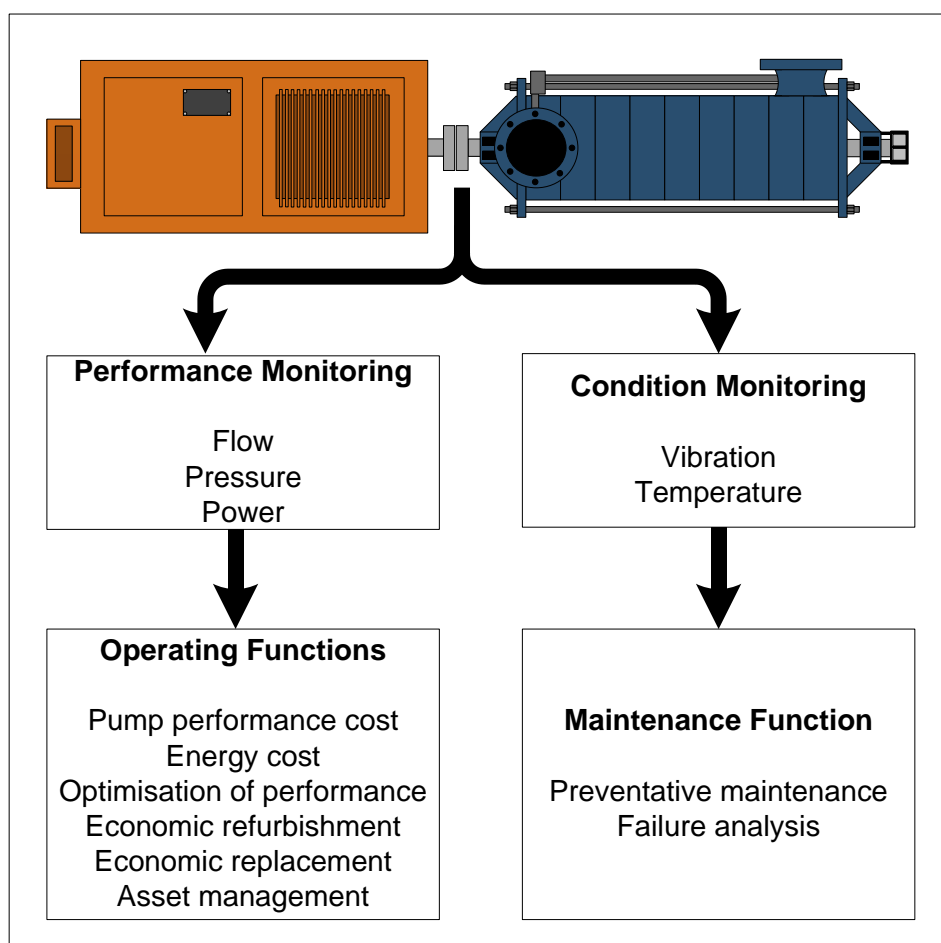 Performance Monitoring
Flow
Pressure
Power
Condition Monitoring
Vibration
Temperature
Operating Functions
Pump performance cost
Energy cost
Optimisation of performance
Economic refurbishment
Economic replacement
Asset management
Maintenance Function
Preventative maintenance
Failure analysis